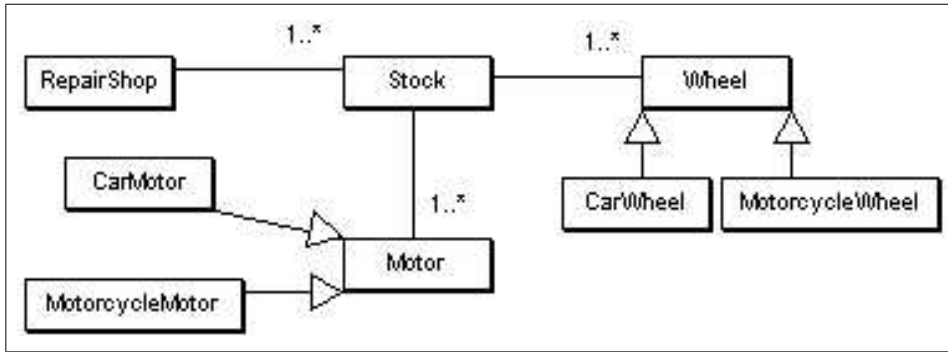 1..*
1..*
RepairShop
Stock
Wheel
CarMotor
CarWheel
MotorcycleWheel
1..*
Motor
MotorcycleMotor